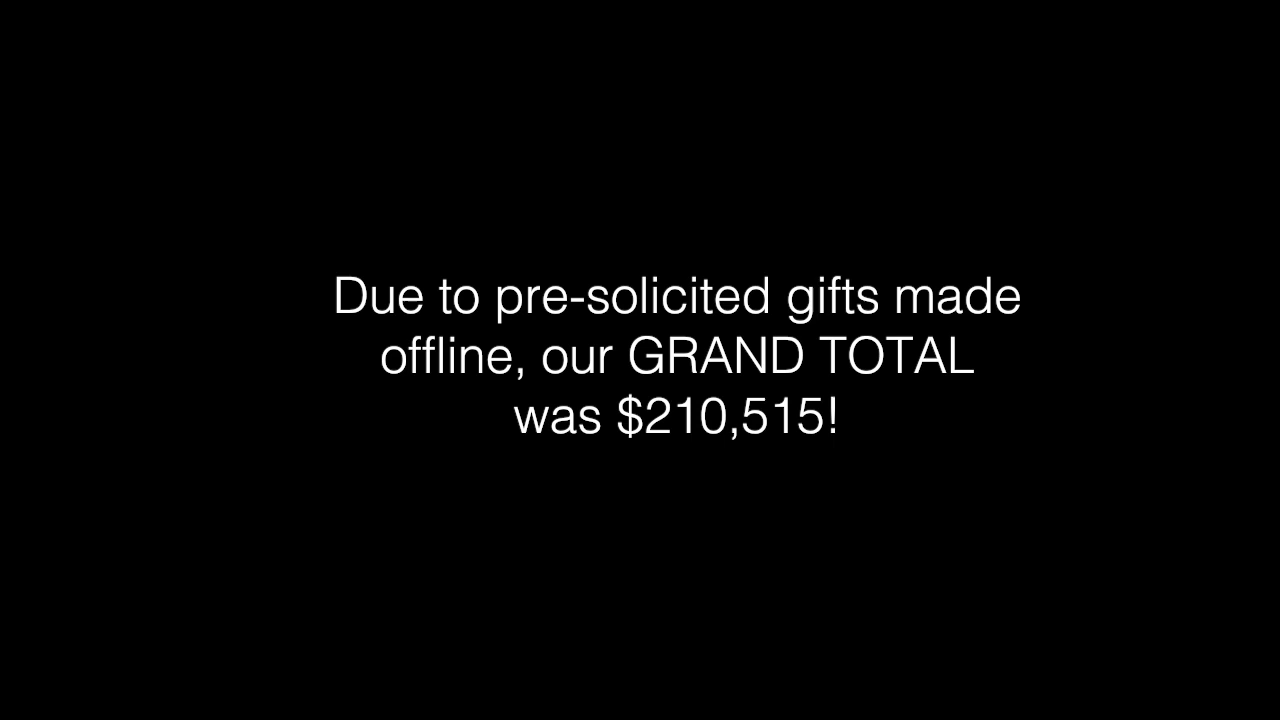 Due to pre-solicited gifts made
offline, our GRAND TOTAL
was $210,515!